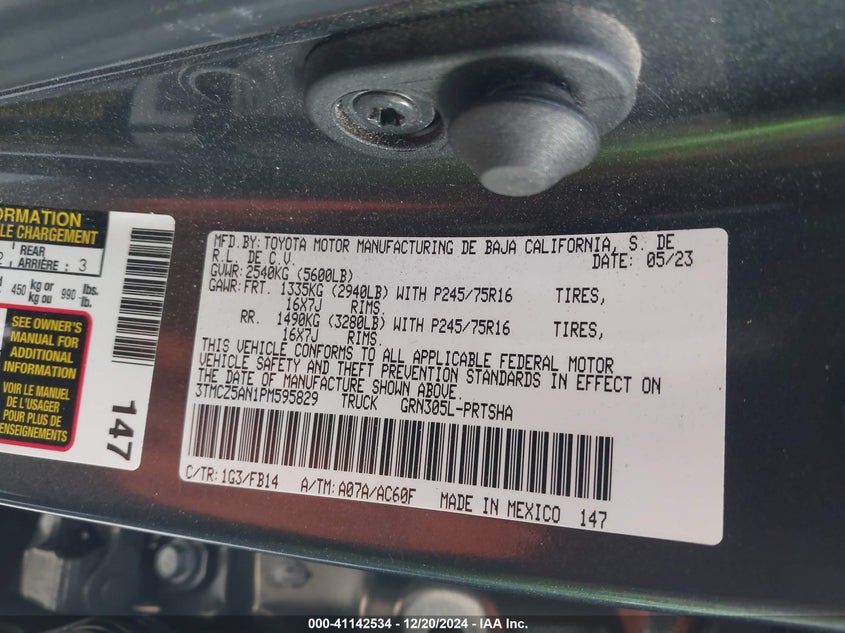 ORMATION
LE CHARGEMENT
REAR
ARRIÈRE : 3
450 kg or 990 lbs.
kg ou lb.
SEE OWNER'S
MANUAL FOR
ADDITIONAL
INFORMATION
VOIR LE MANUEL
DE L'USAGER
POUR PLUS DE
RENSEIGNEMENTS
147
MFD. BY: TOYOTA MOTOR MANUFACTURING DE BAJA CALIFORNIA, S. DE
R.L. DE C.V. DATE: 05/23
GVWR: 2540KG (5600LB)
GAWR: FRT. 1335KG (2940LB) WITH P245/75R16 TIRES,
16X7J RIMS.
RR. 1490KG (3280LB) WITH P245/75R16 TIRES,
16X7J RIMS.
THIS VEHICLE CONFORMS TO ALL APPLICABLE FEDERAL MOTOR
VEHICLE SAFETY AND THEFT PREVENTION STANDARDS IN EFFECT ON
THE DATE OF MANUFACTURE SHOWN ABOVE.
3TMCZ5AN1PM595829 TRUCK GRN305L-PRTSHA
C/TR: 1G3/FB14 A/TM: A07A/AC60F MADE IN MEXICO 147
000-41142534 - 12/20/2024 - IAA Inc.